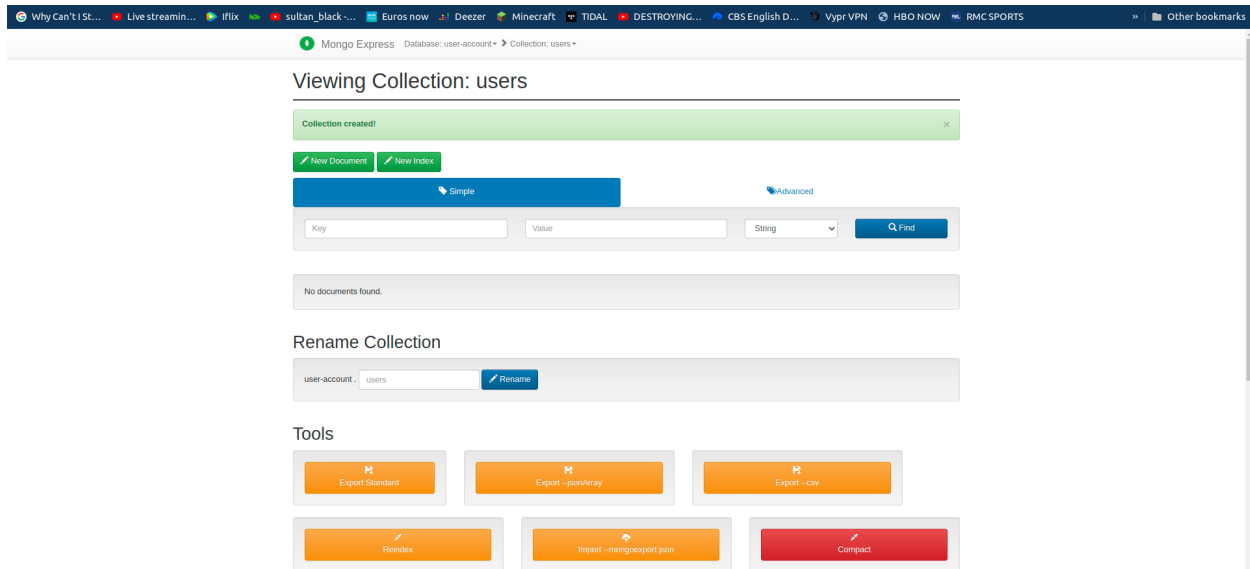 Why Can't I St... Live streamin... Iflix sultan_black -... Euros now Deezer Minecraft TIDAL DESTROYING... CBS English D... Vypr VPN HBO NOW RMC SPORTS » Other bookmarks
Mongo Express Database: user-account Collection: users
Viewing Collection: users
Collection created! ×
New Document New Index
Simple Advanced
Key Value String Find
No documents found.
Rename Collection
user-account . users Rename
Tools
Export Standard Export --jsonArray Export --csv
Reindex Import --mongoexport json Compact